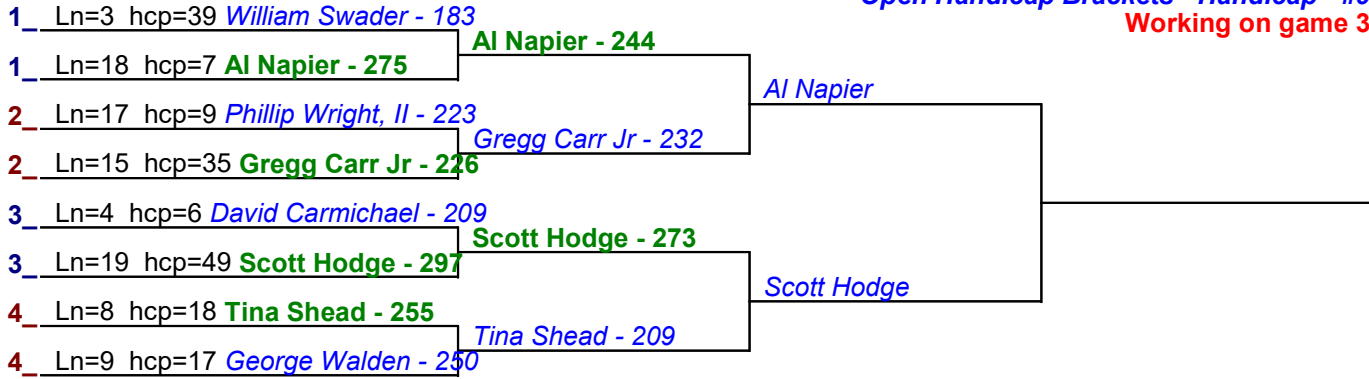 Open Handicap Brackets - Handicap - #
Working on game 3
1_ Ln=3 hcp=39 William Swader - 183
Al Napier - 244
1_ Ln=18 hcp=7 Al Napier - 275
Al Napier
2_ Ln=17 hcp=9 Phillip Wright, II - 223
Gregg Carr Jr - 232
2_ Ln=15 hcp=35 Gregg Carr Jr - 226
3_ Ln=4 hcp=6 David Carmichael - 209
Scott Hodge - 273
3_ Ln=19 hcp=49 Scott Hodge - 297
Scott Hodge
4_ Ln=8 hcp=18 Tina Shead - 255
Tina Shead - 209
4_ Ln=9 hcp=17 George Walden - 250